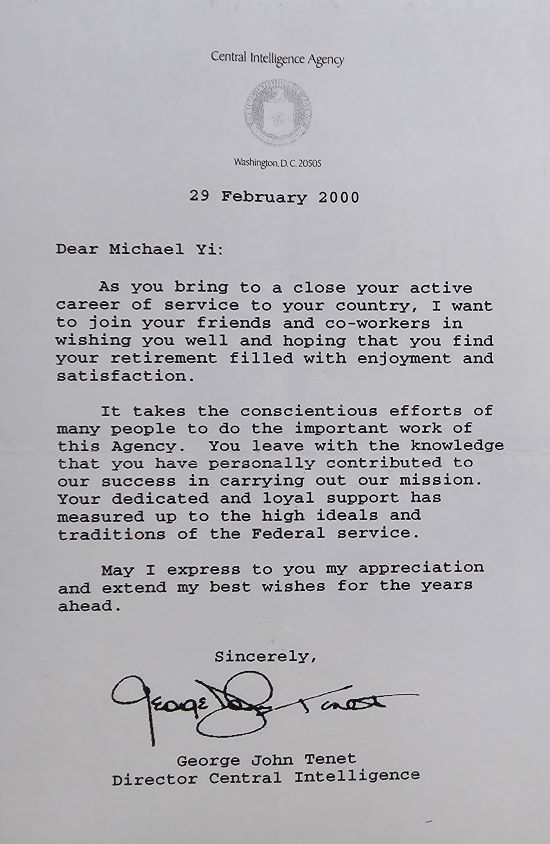 Central Intelligence Agency
Washington, D.C. 20505
29 February 2000
Dear Michael Yi:
As you bring to a close your active
career of service to your country, I want
to join your friends and co-workers in
wishing you well and hoping that you find
your retirement filled with enjoyment and
satisfaction.
It takes the conscientious efforts of
many people to do the important work of
this Agency. You leave with the knowledge
that you have personally contributed to
our success in carrying out our mission.
Your dedicated and loyal support has
measured up to the high ideals and
traditions of the Federal service.
May I express to you my appreciation
and extend my best wishes for the years
ahead.
Sincerely,
George John Tenet
George John Tenet
Director Central Intelligence